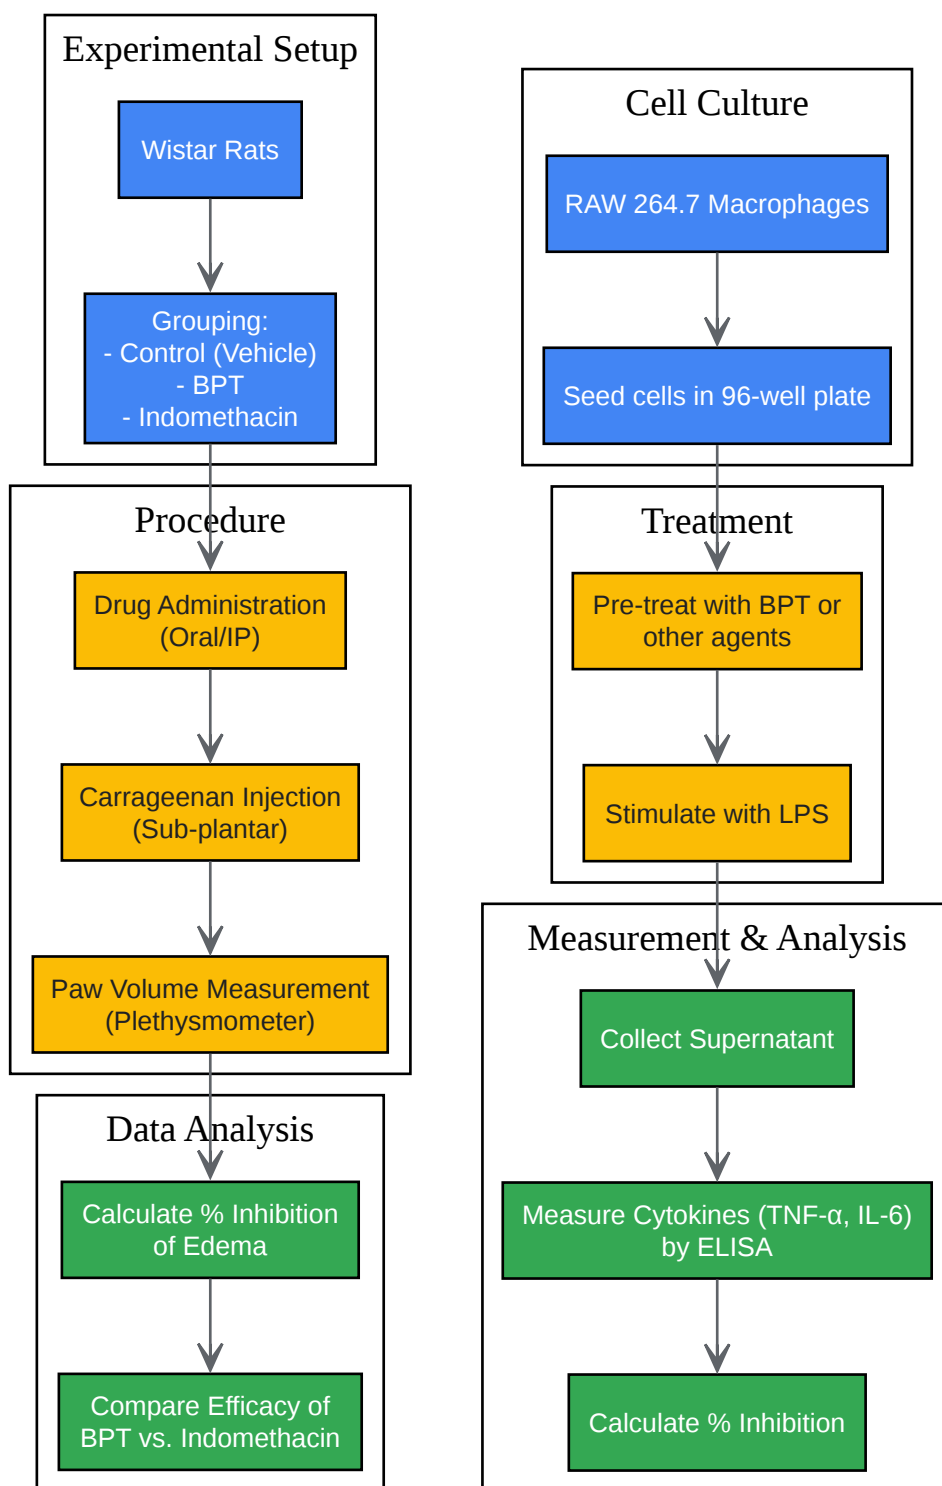 Experimental Setup
Wistar Rats
Grouping:
- Control (Vehicle)
- BPT
- Indomethacin
Procedure
Drug Administration
(Oral/IP)
Carrageenan Injection
(Sub-plantar)
Paw Volume Measurement
(Plethysmometer)
Data Analysis
Calculate % Inhibition
of Edema
Compare Efficacy of
BPT vs. Indomethacin
Cell Culture
RAW 264.7 Macrophages
Seed cells in 96-well plate
Treatment
Pre-treat with BPT or
other agents
Stimulate with LPS
Measurement & Analysis
Collect Supernatant
Measure Cytokines (TNF-α, IL-6)
by ELISA
Calculate % Inhibition